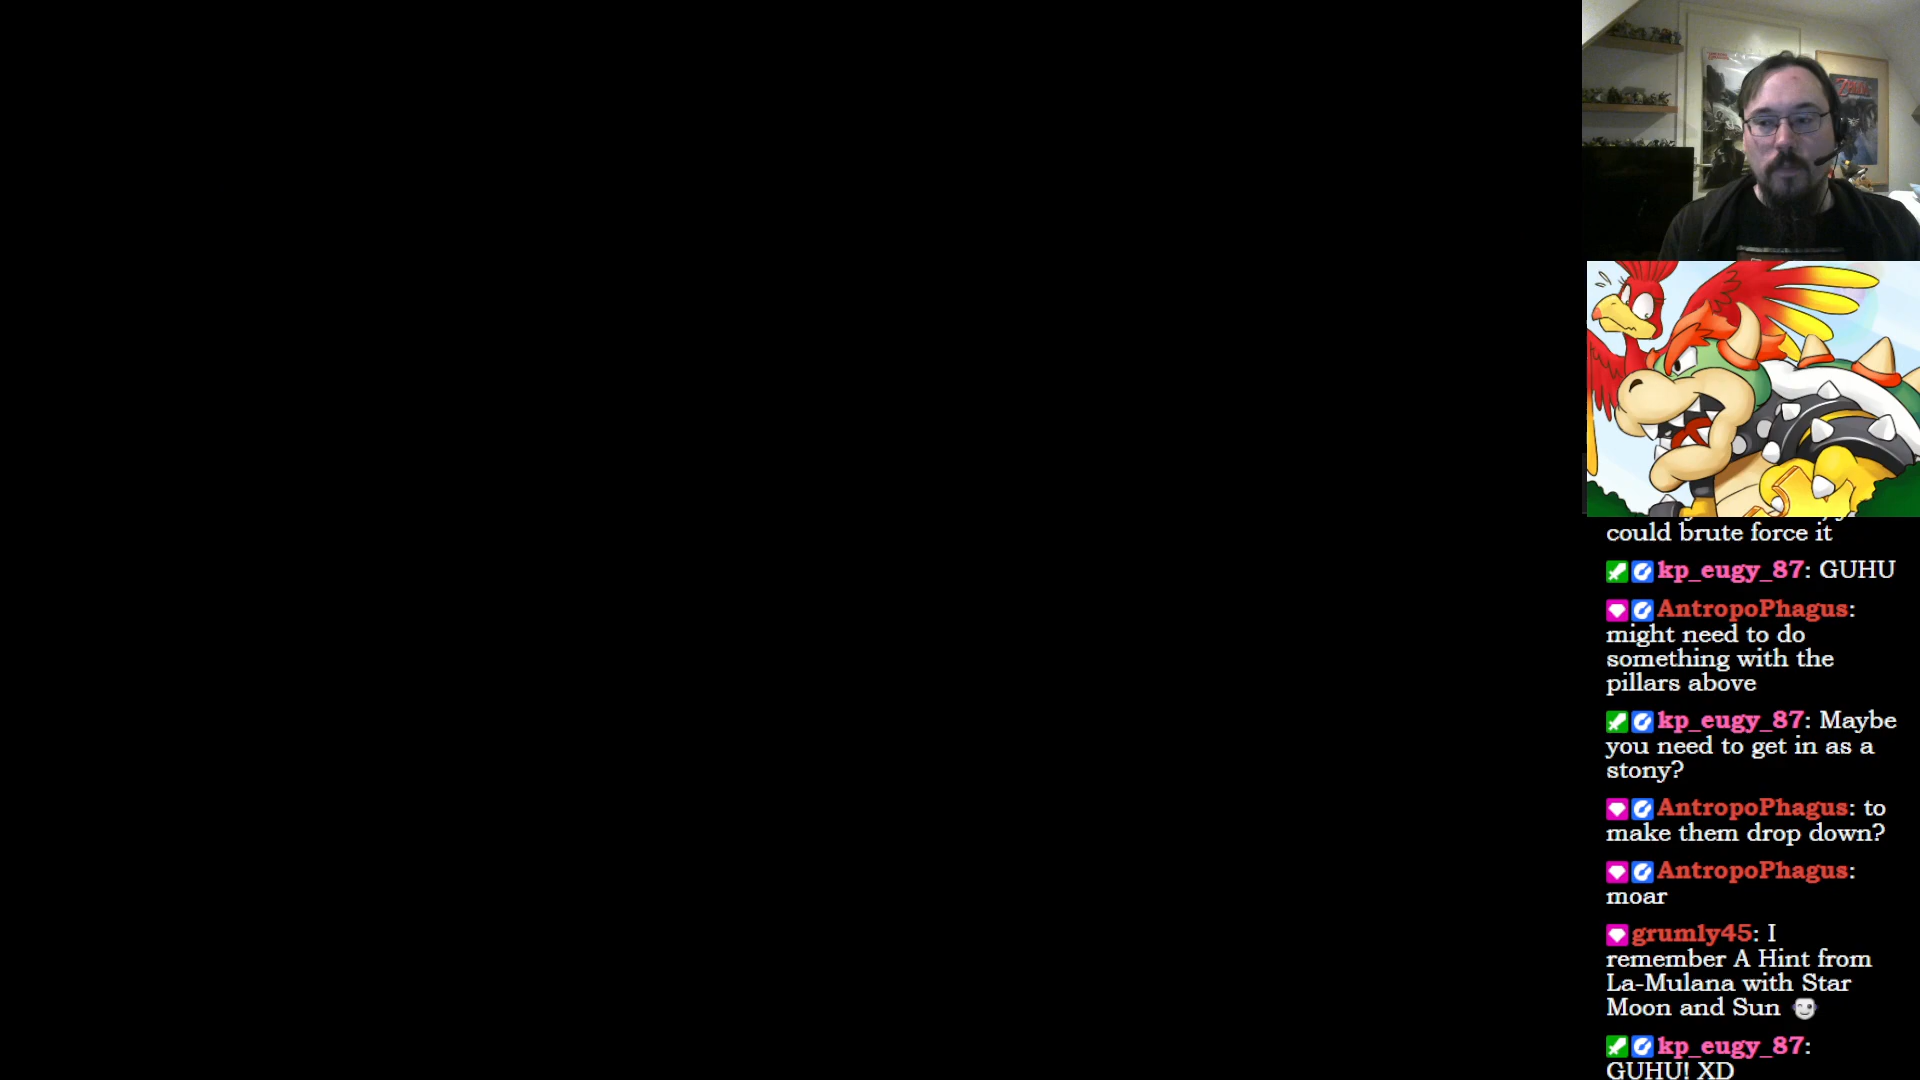 could brute force it
kp_eugy_87: GUHU
AntropoPhagus:
might need to do
something with the
pillars above
kp_eugy_87: Maybe
you need to get in as a
stony?
AntropoPhagus: to
make them drop down?
AntropoPhagus:
moar
grumly45: I
remember A Hint from
La-Mulana with Star
Moon and Sun
kp_eugy_87:
GUHU! XD